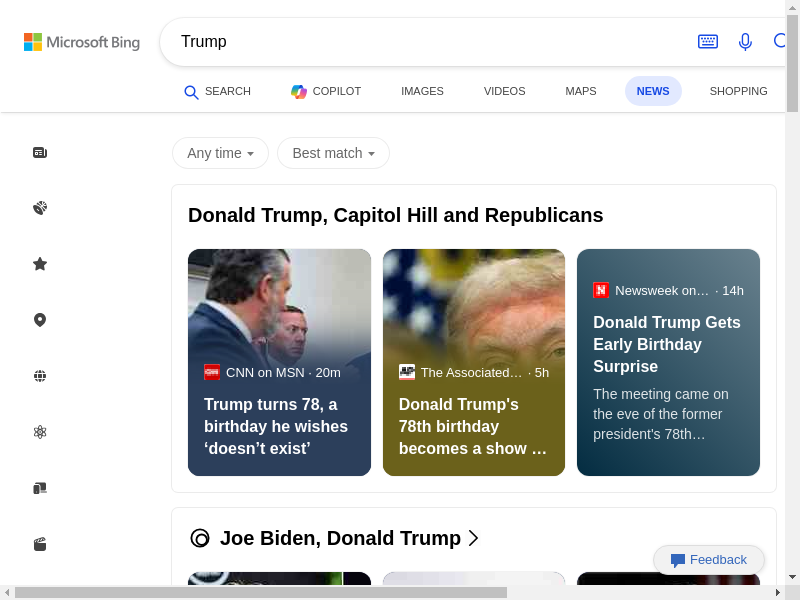 Microsoft Bing
Trump
SEARCH
COPILOT
IMAGES
VIDEOS
MAPS
NEWS
SHOPPING
Any time
Best match
Donald Trump, Capitol Hill and Republicans
CNN on MSN · 20m
Trump turns 78, a
birthday he wishes
‘doesn’t exist’
The Associated… · 5h
Donald Trump's
78th birthday
becomes a show …
Newsweek on… · 14h
Donald Trump Gets
Early Birthday
Surprise
The meeting came on
the eve of the former
president's 78th…
Joe Biden, Donald Trump
Feedback